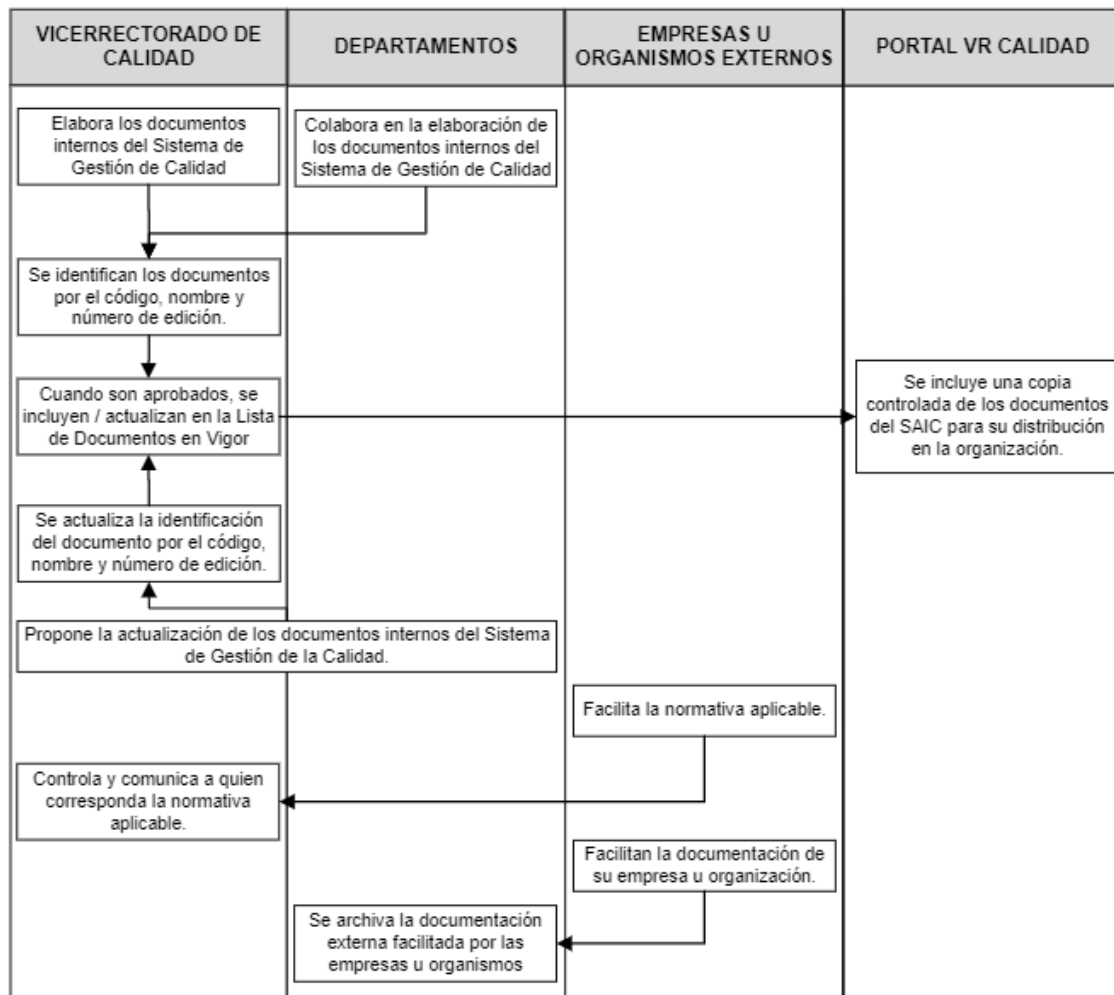 VICERRECTORADO DE
CALIDAD
DEPARTAMENTOS
EMPRESAS U
ORGANISMOS EXTERNOS
PORTAL VR CALIDAD
Elabora los documentos
internos del Sistema de
Gestión de Calidad
Colabora en la elaboración de
los documentos internos del
Sistema de Gestión de Calidad
Se identifican los documentos
por el código, nombre y
número de edición.
Cuando son aprobados, se
incluyen / actualizan en la Lista
de Documentos en Vigor
Se incluye una copia
controlada de los documentos
del SAIC para su distribución
en la organización.
Se actualiza la identificación
del documento por el código,
nombre y número de edición.
Propone la actualización de los documentos internos del Sistema
de Gestión de la Calidad.
Facilita la normativa aplicable.
Controla y comunica a quien
corresponda la normativa
aplicable.
Facilitan la documentación de
su empresa u organización.
Se archiva la documentación
externa facilitada por las
empresas u organismos